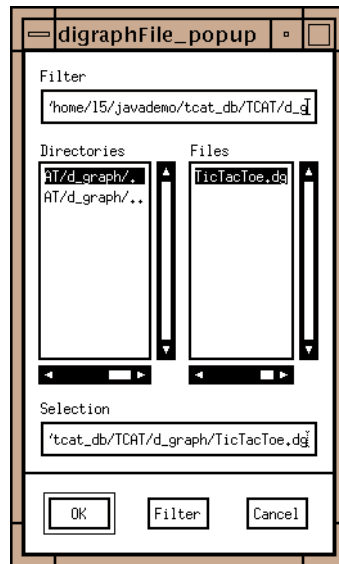 digraphFile_popup
Filter
/home/l5/javademo/tcat_db/TCAT/d_g
Directories
Files
AT/d_graph/.
TicTacToe.dg
AT/d_graph/..
Selection
/tcat_db/TCAT/d_graph/TicTacToe.dg
OK
Filter
Cancel